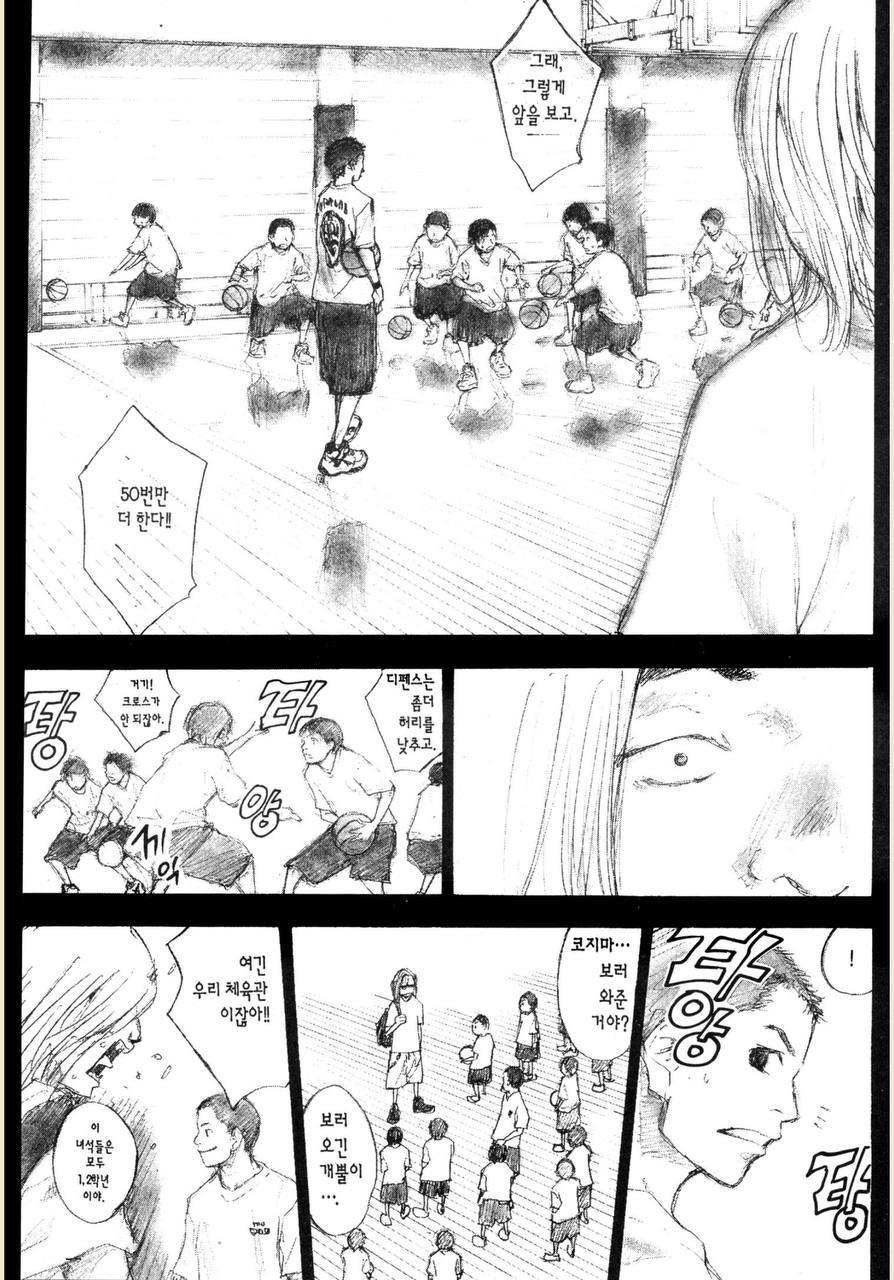 그래,
그렇게
앞을 보고.
50번만
더 한다!!
거기!
크로스가
안 되잖아.
디펜스는
좀더
허리를
낮추고.
탕
타
앙
끼익
!
타
앙
탕
코지마…
보러
와준
거야?
보러
오긴
개뿔이
….
여긴
우리 체육관
이잖아!!
이
녀석들은
모두
1,2학년
이야.